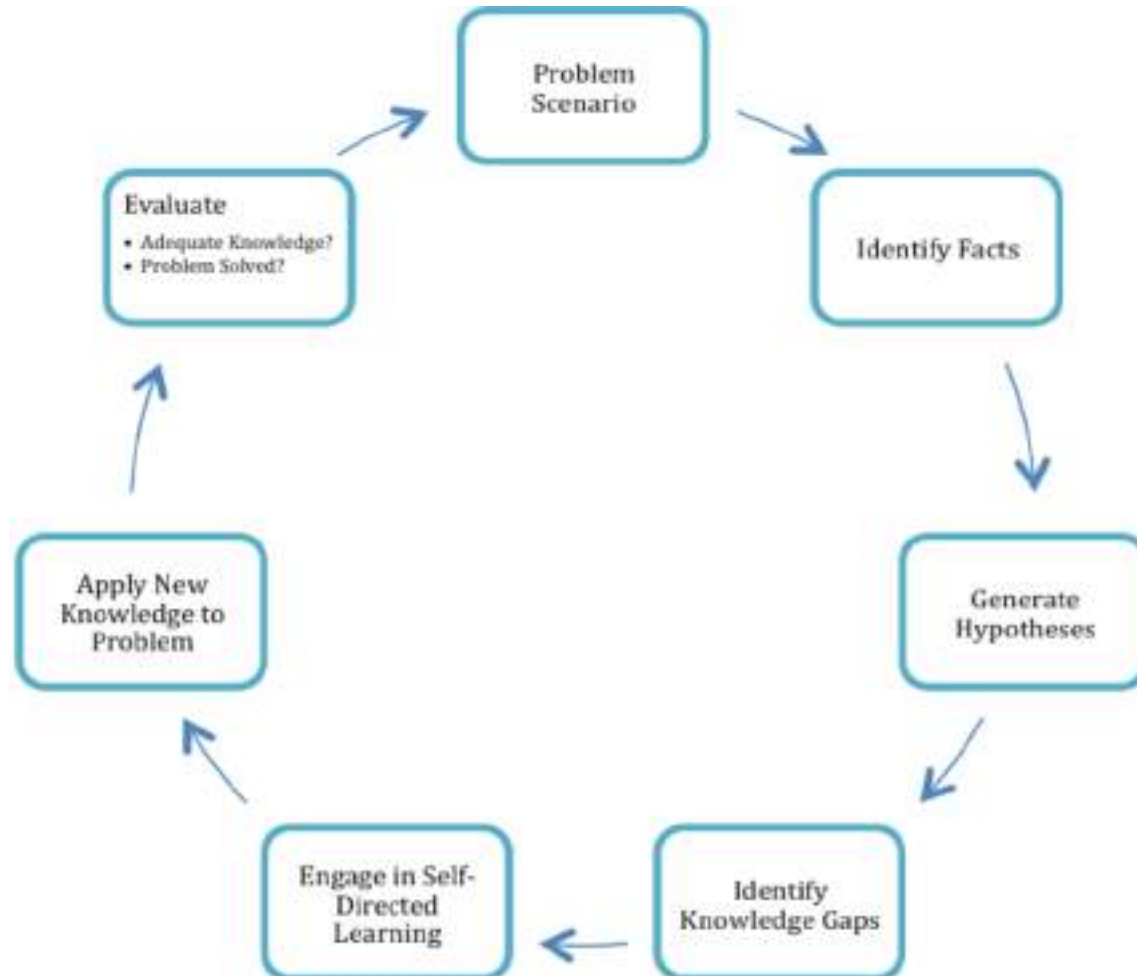 Problem
Scenario
Identify Facts
Generate
Hypotheses
Identify
Knowledge Gaps
Engage in Self-
Directed
Learning
Apply New
Knowledge to
Problem
Evaluate
• Adequate Knowledge?
• Problem Solved?